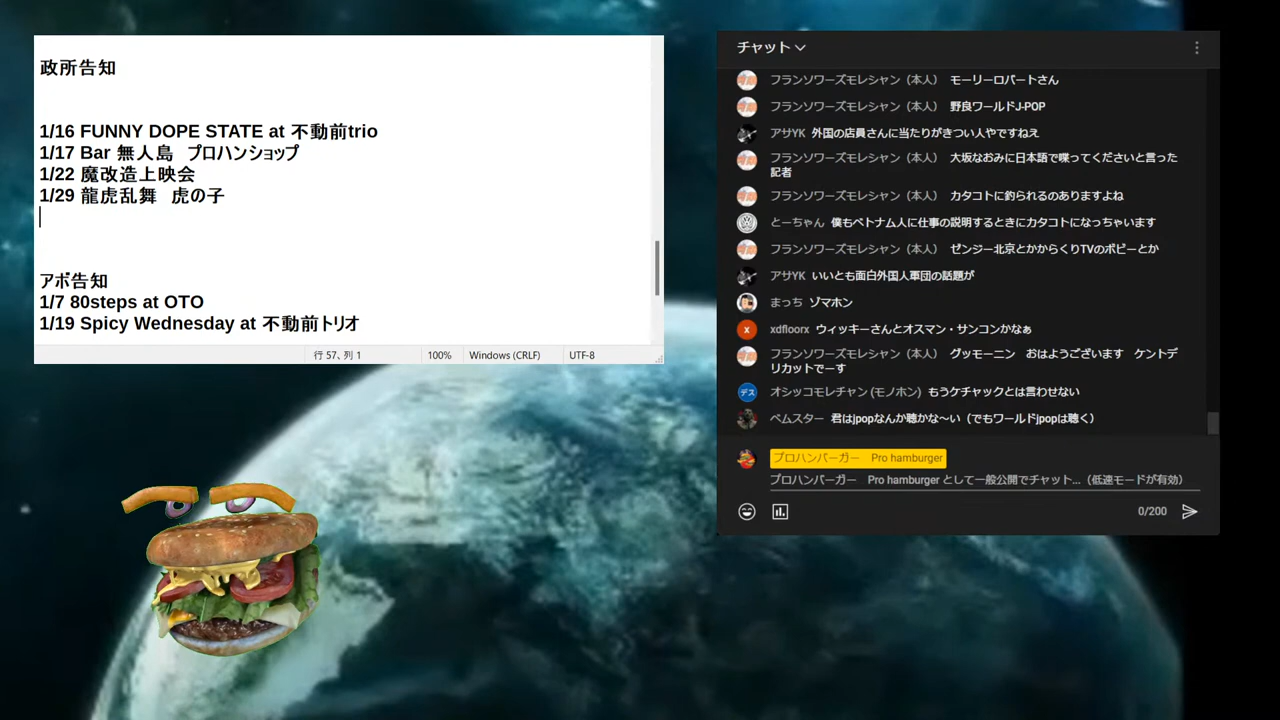 政所告知
1/16 FUNNY DOPE STATE at 不動前trio
1/17 Bar 無人島　プロハンショップ
1/22 魔改造上映会
1/29 龍虎乱舞　虎の子
アポ告知
1/7 80steps at OTO
1/19 Spicy Wednesday at 不動前トリオ
行 57、列 1
100%
Windows (CRLF)
UTF-8
チャット
フランソワーズモレシャン（本人） モーリーロバートさん
フランソワーズモレシャン（本人） 野良ワールドJ-POP
アサYK 外国の店員さんに当たりがきつい人やですねえ
フランソワーズモレシャン（本人） 大坂なおみに日本語で喋ってくださいと言った
記者
フランソワーズモレシャン（本人） カタコトに釣られるのありますよね
とーちゃん 僕もベトナム人に仕事の説明するときにカタコトになっちゃいます
フランソワーズモレシャン（本人） ゼンジー北京とかからくりTVのボビーとか
アサYK いいとも面白外国人軍団の話題が
まっち ゾマホン
xdfloorx ウィッキーさんとオスマン・サンコンかなぁ
フランソワーズモレシャン（本人） グッモーニン　おはようございます　ケントデ
リカットでーす
オシッコモレチャン (モノホン) もうケチャックとは言わせない
ベムスター 君はjpopなんか聴かな〜い（でもワールドjpopは聴く）
プロハンバーガー　Pro hamburger
プロハンバーガー　Pro hamburger として一般公開でチャット...（低速モードが有効）
0/200